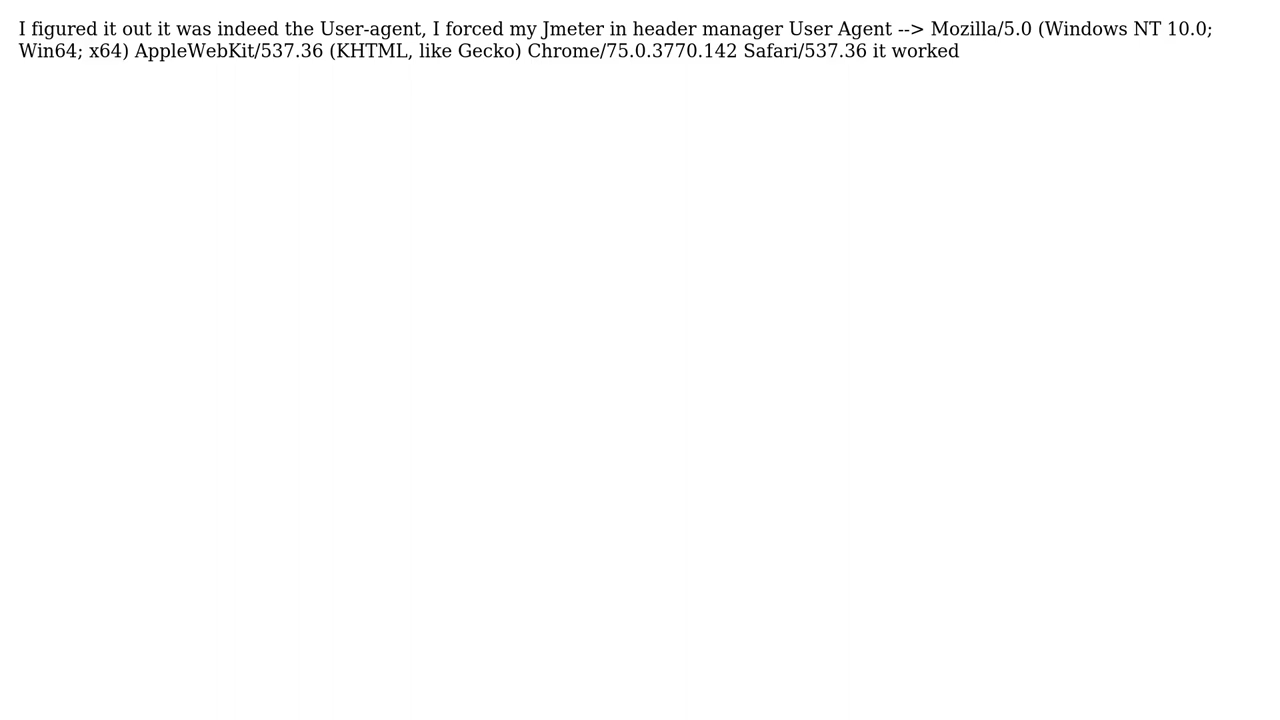 I figured it out it was indeed the User-agent, I forced my Jmeter in header manager User Agent --> Mozilla/5.0 (Windows NT 10.0;
Win64; x64) AppleWebKit/537.36 (KHTML, like Gecko) Chrome/75.0.3770.142 Safari/537.36 it worked